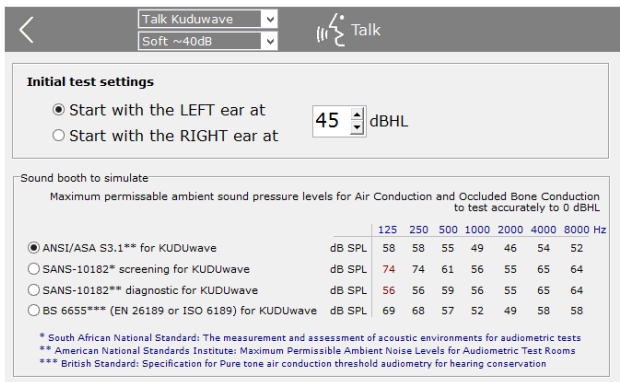 Talk Kuduwave
Soft ~40dB
Talk
Initial test settings
Start with the LEFT ear at
45 dBHL
Start with the RIGHT ear at
Sound booth to simulate
Maximum permissable ambient sound pressure levels for Air Conduction and Occluded Bone Conduction
to test accurately to 0 dBHL
125 250 500 1000 2000 4000 8000 Hz
ANSI/ASA S3.1** for KUDUwave dB SPL 58 58 55 49 46 54 52
SANS-10182* screening for KUDUwave dB SPL 74 74 61 56 55 65 64
SANS-10182** diagnostic for KUDUwave dB SPL 56 56 59 56 55 65 64
BS 6655*** (EN 26189 or ISO 6189) for KUDUwave dB SPL 69 68 57 52 49 58 58
* South African National Standard: The measurement and assessment of acoustic environments for audiometric tests
** American National Standards Institute: Maximum Permissible Ambient Noise Levels for Audiometric Test Rooms
*** British Standard: Specification for Pure tone air conduction threshold audiometry for hearing conservation